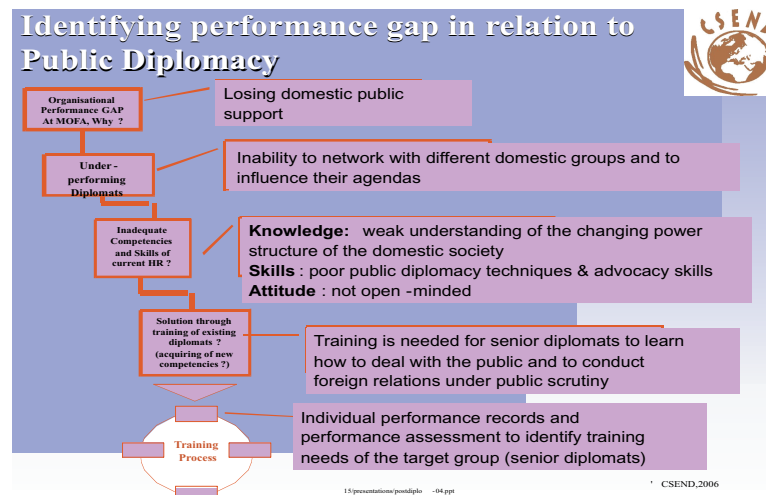 Identifying performance gap in relation to
Public Diplomacy
CSEND
Organisational
Performance GAP
At MOFA, Why ?
Losing domestic public
support
Under -
performing
Diplomats
Inability to network with different domestic groups and to
influence their agendas
Inadequate
Competencies
and Skills of
current HR ?
Knowledge: weak understanding of the changing power
structure of the domestic society
Skills : poor public diplomacy techniques & advocacy skills
Attitude : not open -minded
Solution through
training of existing
diplomats ?
(acquiring of new
competencies ?)
Training is needed for senior diplomats to learn
how to deal with the public and to conduct
foreign relations under public scrutiny
Training
Process
Individual performance records and
performance assessment to identify training
needs of the target group (senior diplomats)
' CSEND,2006
15/presentations/postdiplo -04.ppt